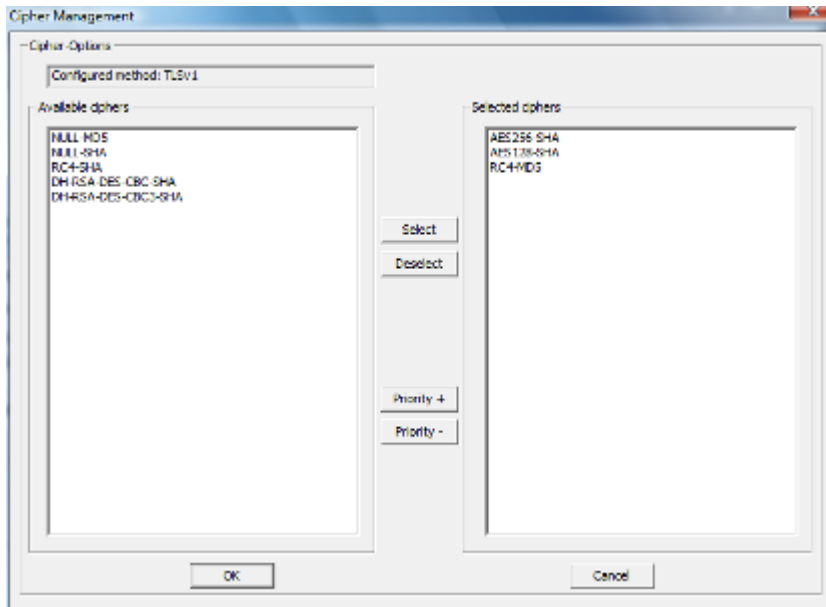 Cipher Management
Cipher-Options
Configured method: TLSv1
Available ciphers
NULL-MD5
NULL-SHA
RC4-SHA
DH-RSA-DES-CBC-SHA
DH-RSA-DES-CBC3-SHA
Select
Deselect
Priority +
Priority -
Selected ciphers
AES256-SHA
AES128-SHA
RC4-MD5
OK
Cancel